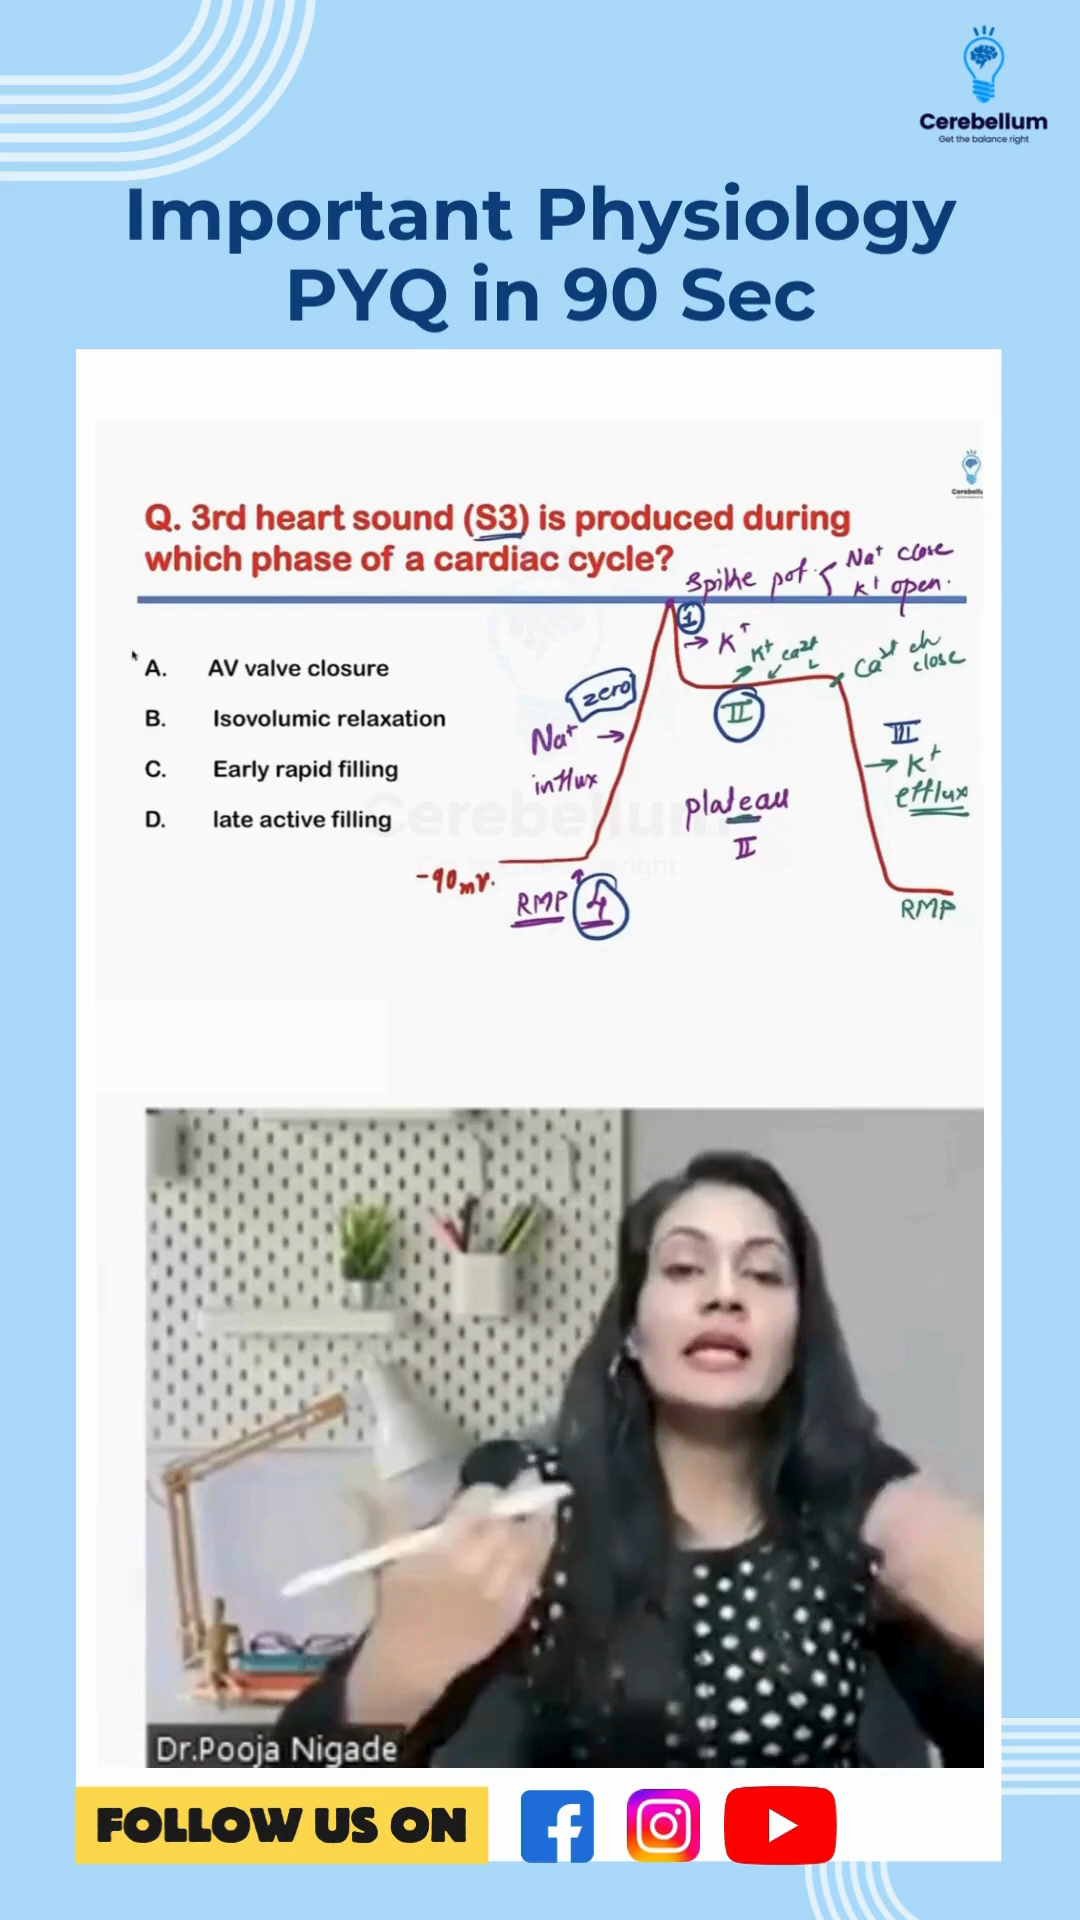 Cerebellum
Get the balance right
Important Physiology
PYQ in 90 Sec
Q. 3rd heart sound (S3) is produced during
which phase of a cardiac cycle?
Spike pot. { Na+ close
K+ open.
1
→ K+
K+ Ca2+
Ca2+ ch
close
A. AV valve closure
B. Isovolumic relaxation
C. Early rapid filling
D. late active filling
zero
Na+ →
influx
II
plateau
II
III
→ K+
efflux
-90mV.
RMP 4
RMP
Cerebellum
Dr.Pooja Nigade
FOLLOW US ON